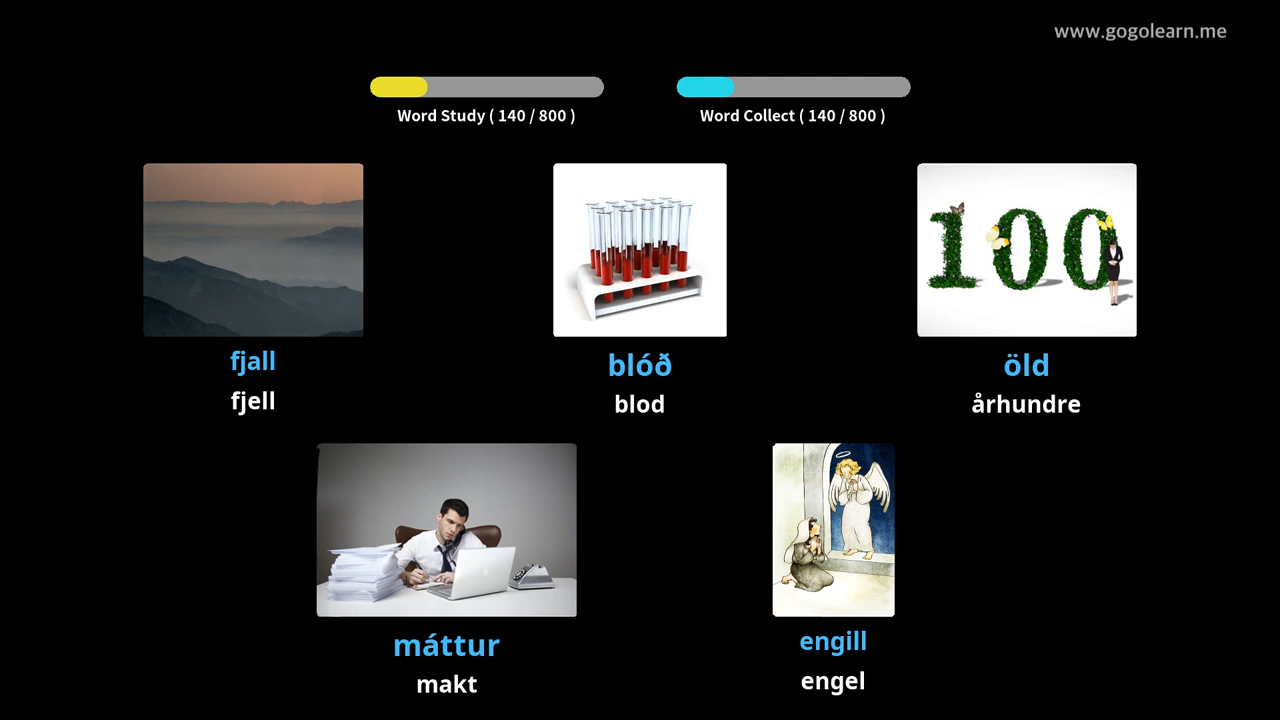 www.gogolearn.me
Word Study ( 140 / 800 )
Word Collect ( 140 / 800 )
fjall
fjell
blóð
blod
öld
århundre
100
máttur
makt
engill
engel